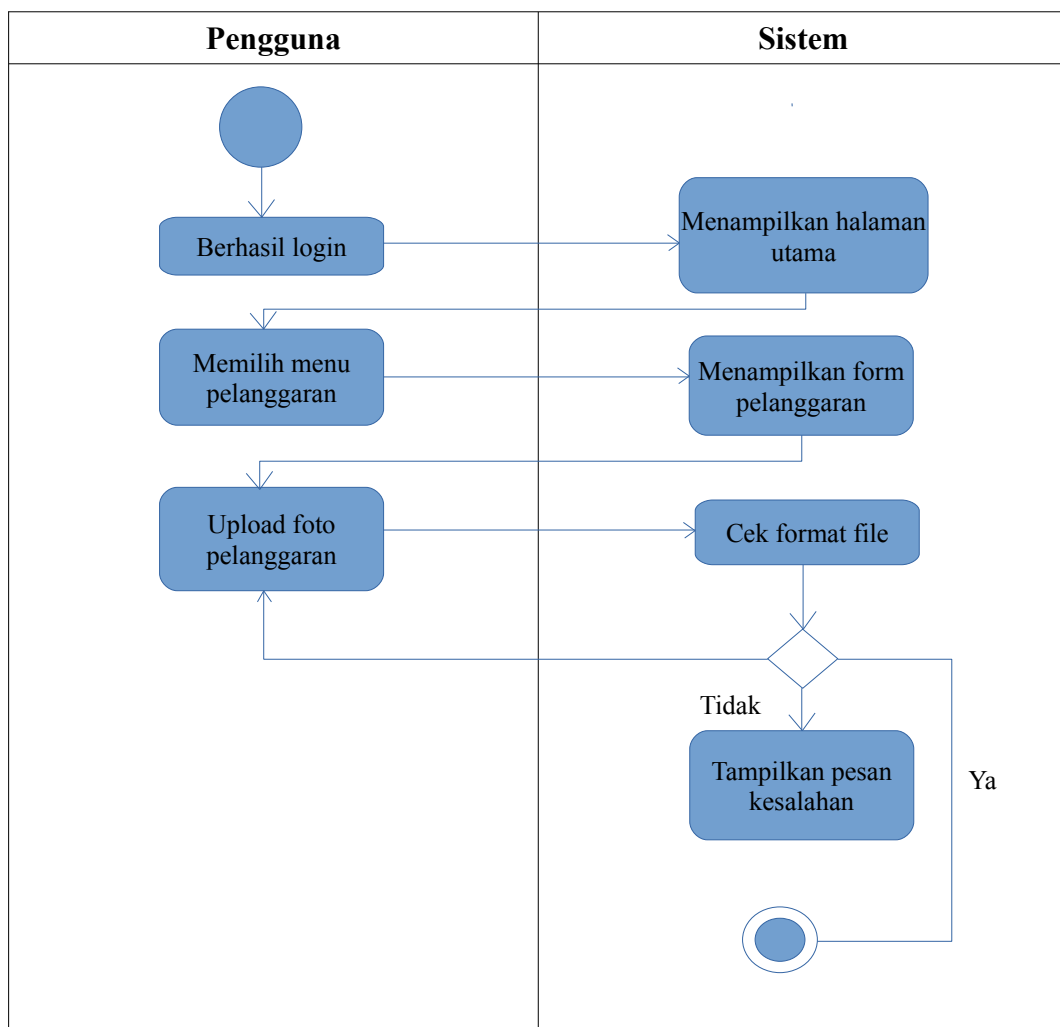 Pengguna
Sistem
Berhasil login
Menampilkan halaman
utama
Memilih menu
pelanggaran
Menampilkan form
pelanggaran
Upload foto
pelanggaran
Cek format file
Tidak
Tampilkan pesan
kesalahan
Ya